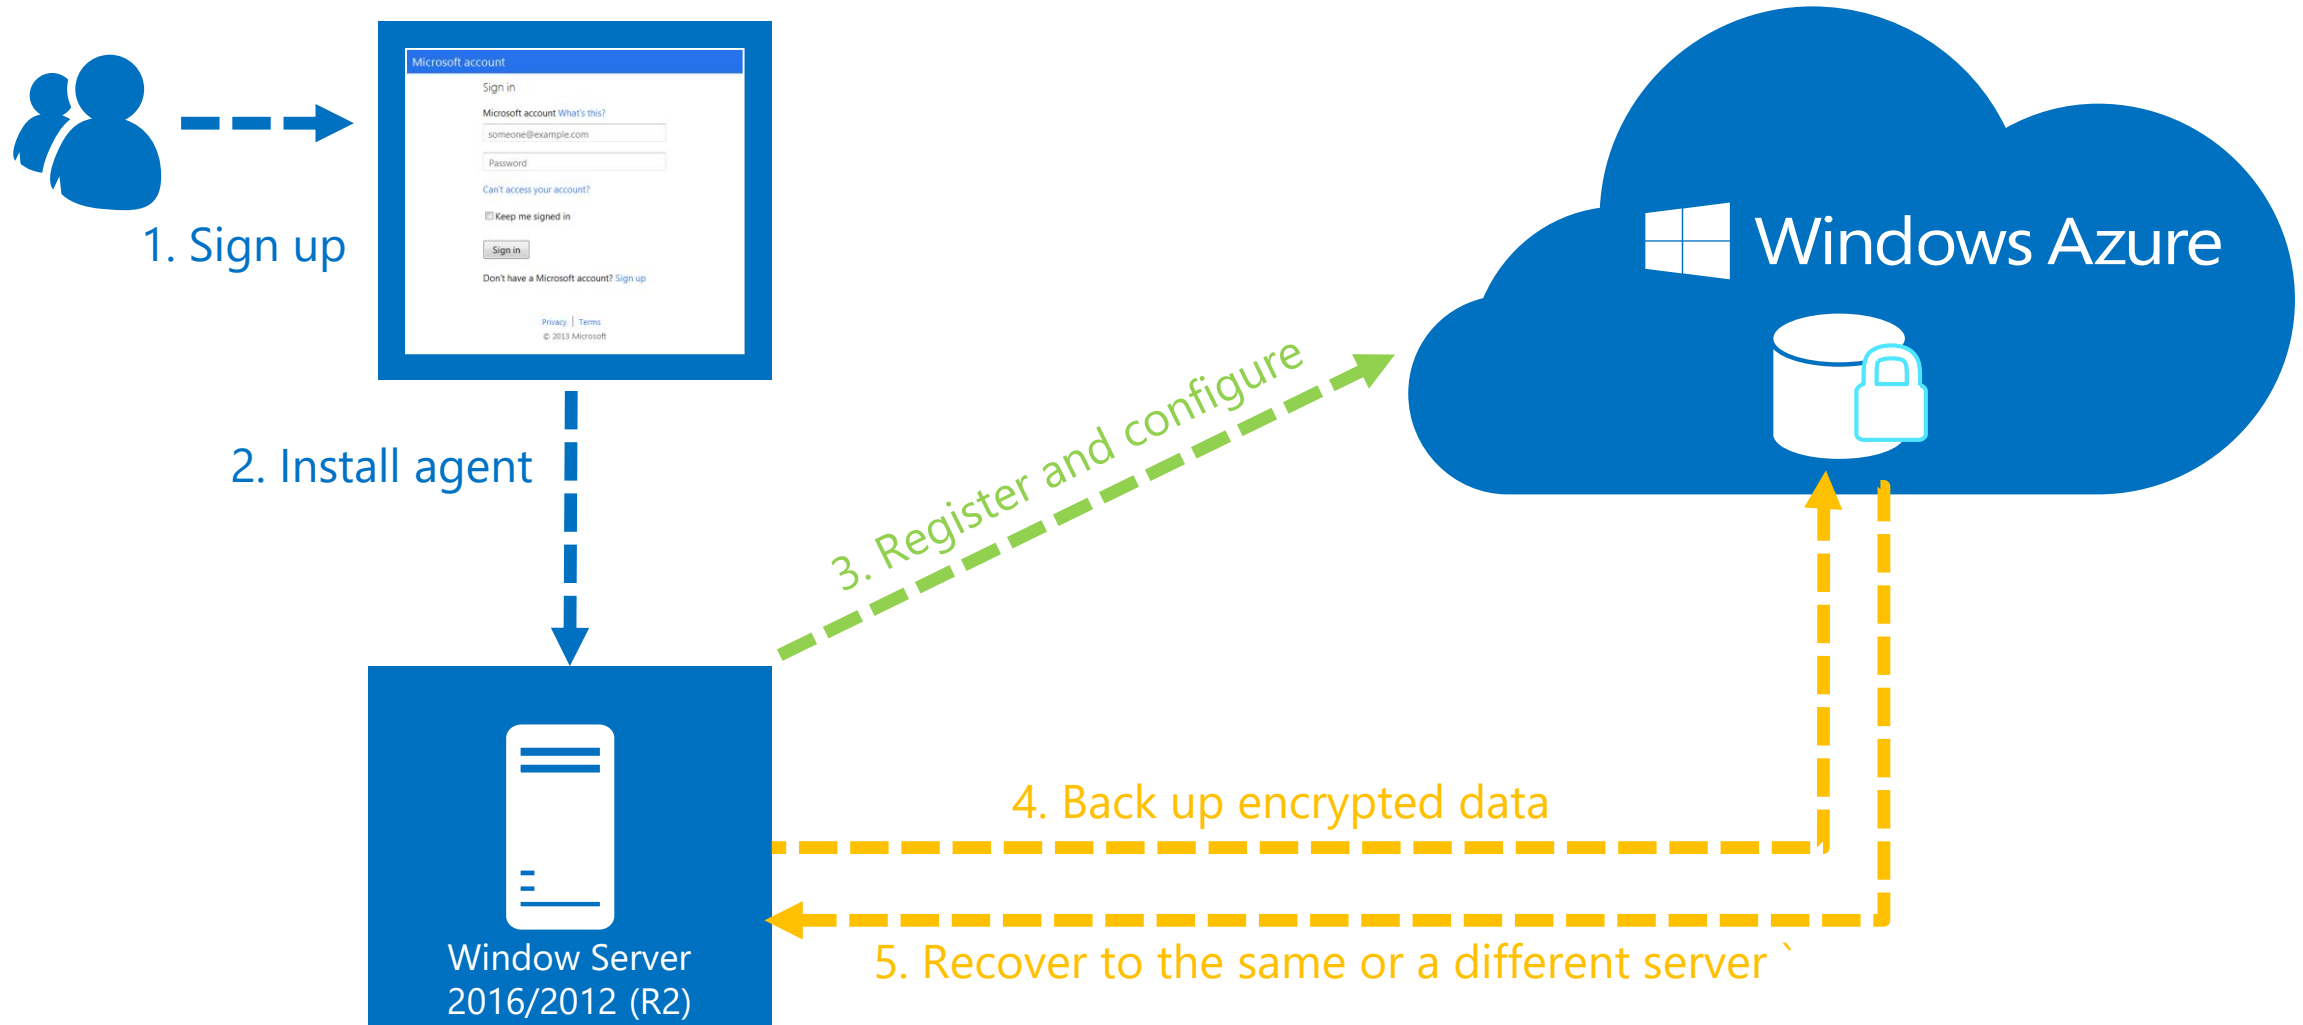 Microsoft account
Sign in
Microsoft account What's this?
someone@example.com
Password
Can't access your account?
Keep me signed in
Sign in
Don't have a Microsoft account? Sign up
Privacy | Terms
© 2013 Microsoft
1. Sign up
2. Install agent
3. Register and configure
Windows Azure
4. Back up encrypted data
5. Recover to the same or a different server `
Window Server
2016/2012 (R2)